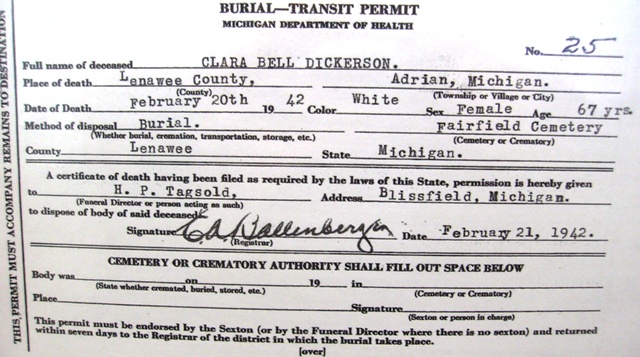 BURIAL—TRANSIT PERMIT
MICHIGAN DEPARTMENT OF HEALTH
No. 25
Full name of deceased CLARA BELL DICKERSON.
Place of death Lenawee County, Adrian, Michigan.
(County) (Township or Village or City)
Date of Death February 20th 19 42 Color White Sex Female Age 67 yrs.
Method of disposal Burial. Fairfield Cemetery
(Whether burial, cremation, transportation, storage, etc.) (Cemetery or Crematory)
County Lenawee State Michigan.
A certificate of death having been filed as required by the laws of this State, permission is hereby given
to H. P. Tagsold, Address Blissfield, Michigan.
(Funeral Director or person acting as such)
to dispose of body of said deceased
Signature C A Hallenberger Date February 21, 1942.
(Registrar)
CEMETERY OR CREMATORY AUTHORITY SHALL FILL OUT SPACE BELOW
Body was on 19 in
(State whether cremated, buried, stored, etc.) (Cemetery or Crematory)
Place Signature
(Sexton or person in charge)
This permit must be endorsed by the Sexton (or by the Funeral Director where there is no sexton) and returned
within seven days to the Registrar of the district in which the burial takes place.
[over]
THIS PERMIT MUST ACCOMPANY REMAINS TO DESTINATION